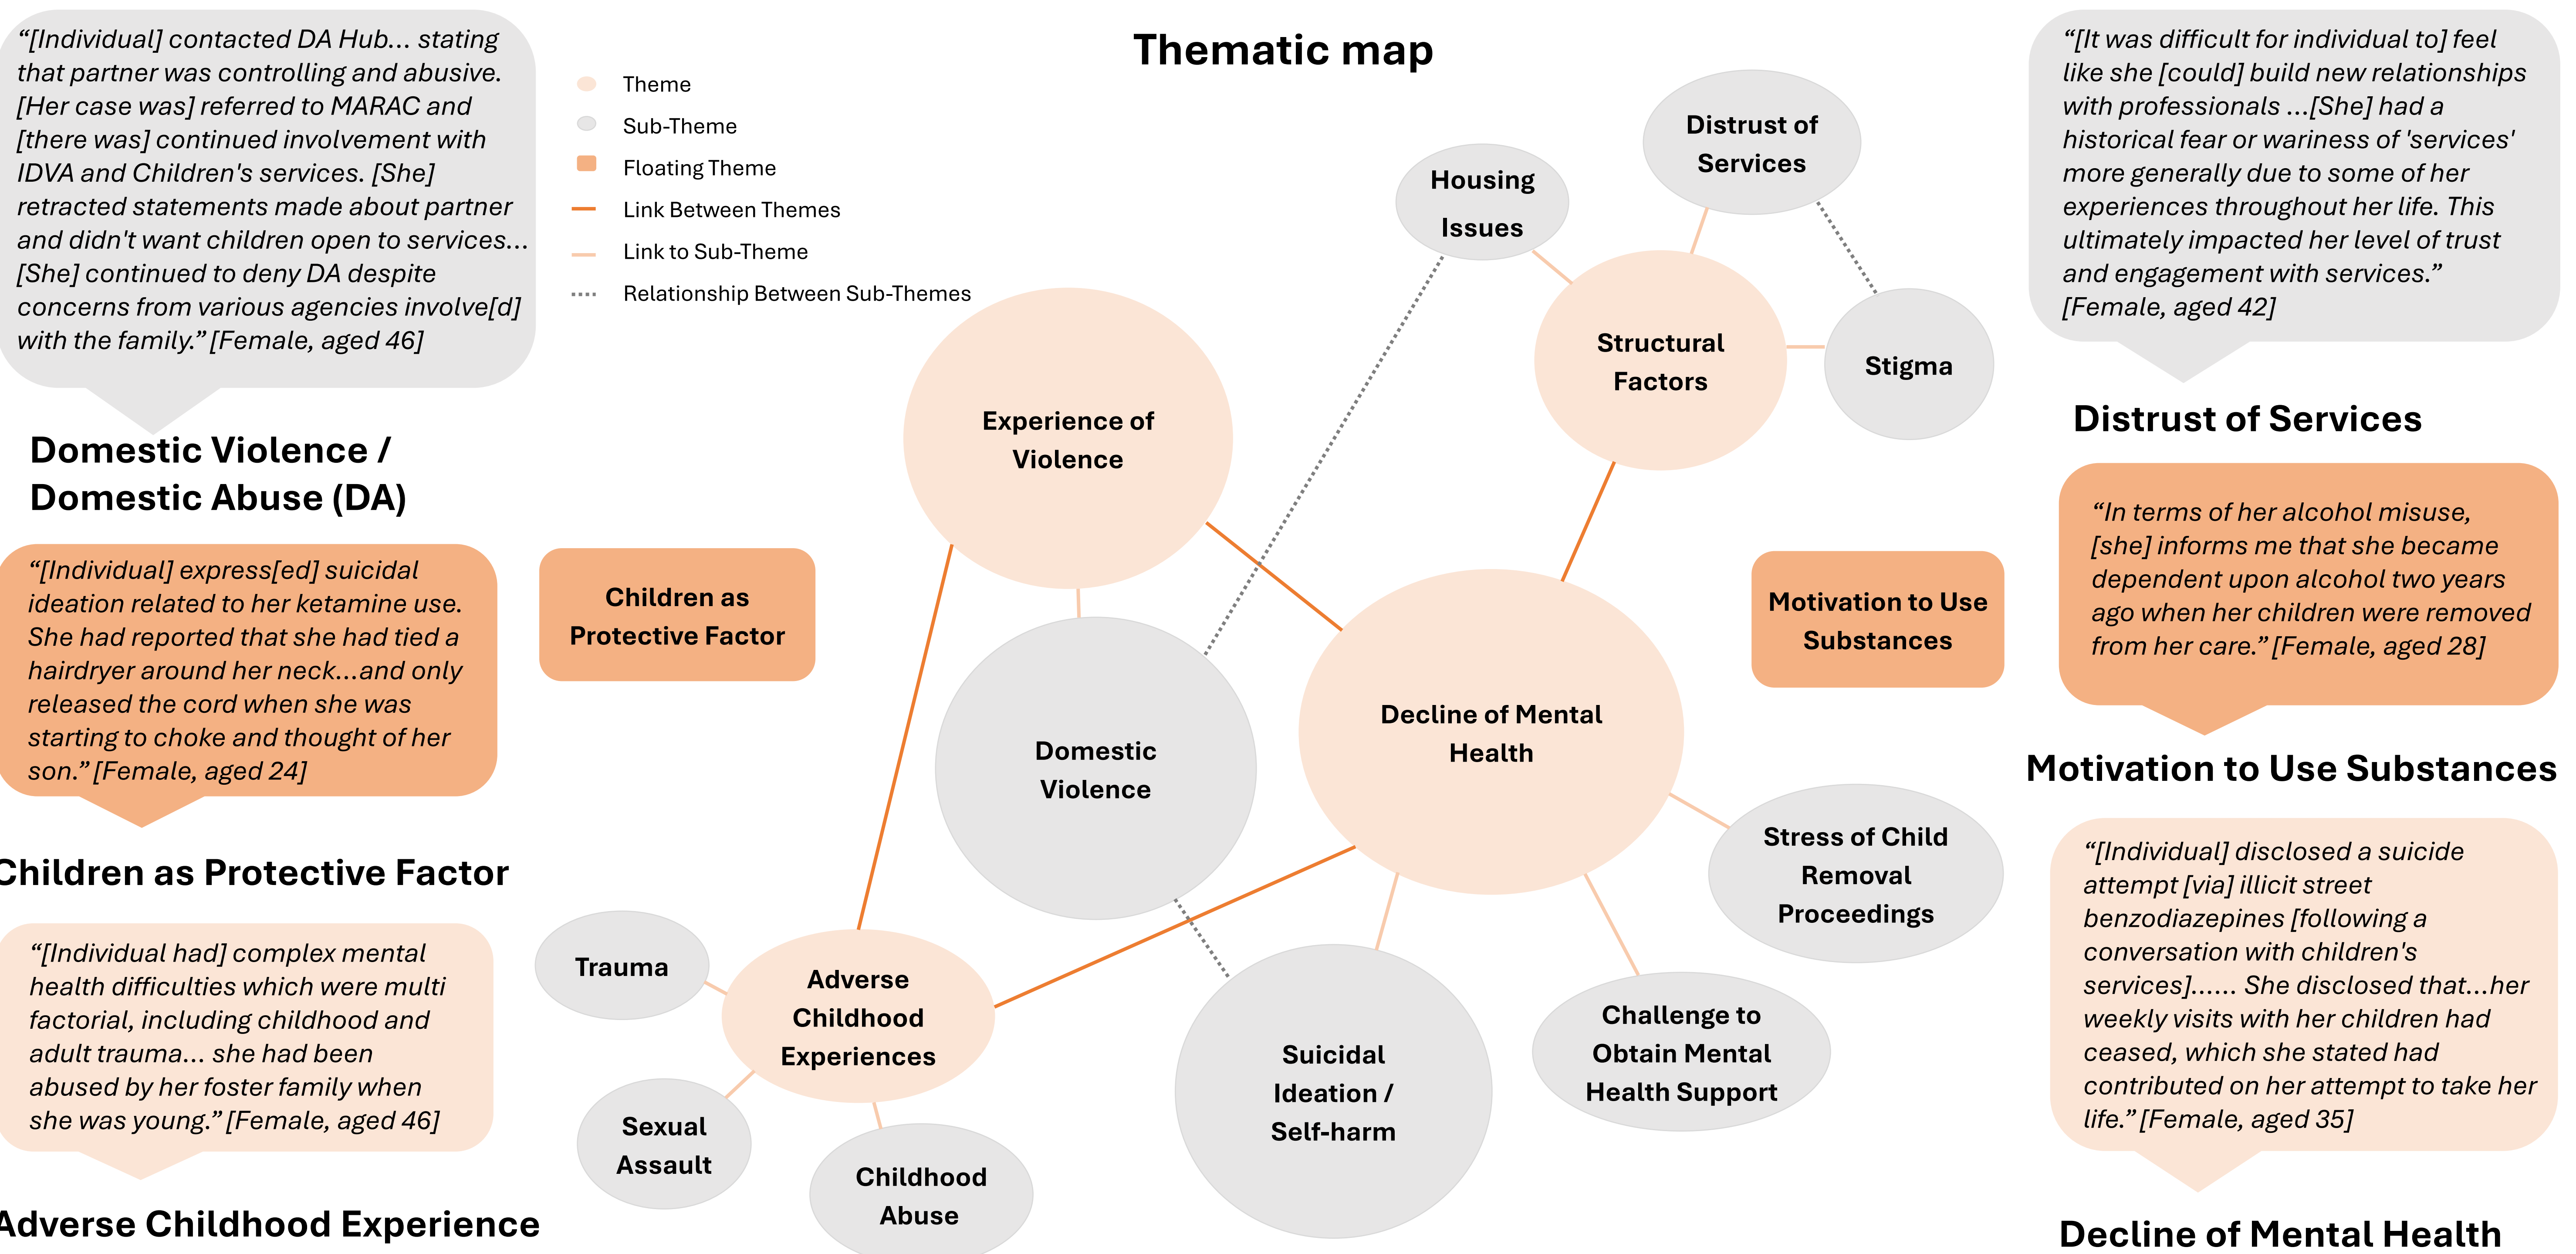 Thematic map
“[Individual] contacted DA Hub... stating
that partner was controlling and abusive.
[Her case was] referred to MARAC and
[there was] continued involvement with
IDVA and Children's services. [She]
retracted statements made about partner
and didn't want children open to services...
[She] continued to deny DA despite
concerns from various agencies involve[d]
with the family.” [Female, aged 46]
Domestic Violence /
Domestic Abuse (DA)
“[Individual] express[ed] suicidal
ideation related to her ketamine use.
She had reported that she had tied a
hairdryer around her neck...and only
released the cord when she was
starting to choke and thought of her
son.” [Female, aged 24]
Children as Protective Factor
“[Individual had] complex mental
health difficulties which were multi
factorial, including childhood and
adult trauma... she had been
abused by her foster family when
she was young.” [Female, aged 46]
Adverse Childhood Experience
Theme
Sub-Theme
Floating Theme
Link Between Themes
Link to Sub-Theme
Relationship Between Sub-Themes
Distrust of
Services
Housing
Issues
Structural
Factors
Stigma
Experience of
Violence
Children as
Protective Factor
Motivation to Use
Substances
Decline of Mental
Health
Domestic
Violence
Stress of Child
Removal
Proceedings
Trauma
Adverse
Childhood
Experiences
Challenge to
Obtain Mental
Health Support
Suicidal
Ideation /
Self-harm
Sexual
Assault
Childhood
Abuse
“[It was difficult for individual to] feel
like she [could] build new relationships
with professionals ...[She] had a
historical fear or wariness of 'services'
more generally due to some of her
experiences throughout her life. This
ultimately impacted her level of trust
and engagement with services.”
[Female, aged 42]
Distrust of Services
“In terms of her alcohol misuse,
[she] informs me that she became
dependent upon alcohol two years
ago when her children were removed
from her care.” [Female, aged 28]
Motivation to Use Substances
“[Individual] disclosed a suicide
attempt [via] illicit street
benzodiazepines [following a
conversation with children's
services]...... She disclosed that...her
weekly visits with her children had
ceased, which she stated had
contributed on her attempt to take her
life.” [Female, aged 35]
Decline of Mental Health